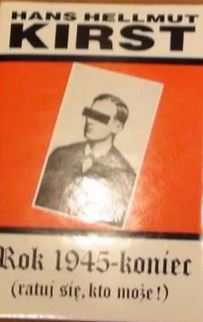 HANS HELLMUT
KIRST
Rok 1945-koniec
(ratuj się, kto może!)